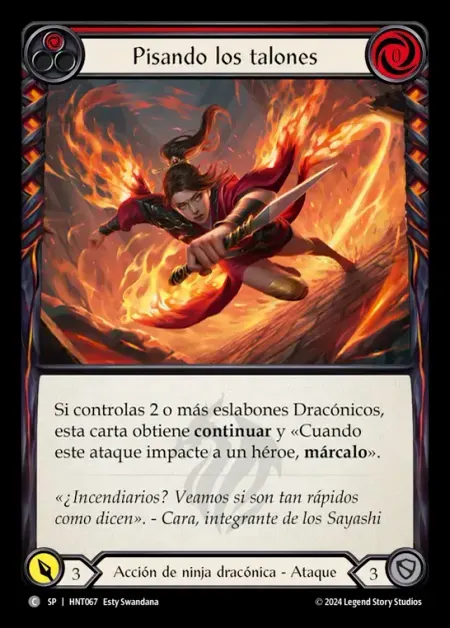 Pisando los talones
0
Si controlas 2 o más eslabones Dracónicos,
esta carta obtiene continuar y «Cuando
este ataque impacte a un héroe, márcalo».
«¿Incendiarios? Veamos si son tan rápidos
como dicen». - Cara, integrante de los Sayashi
3
Acción de ninja dracónica - Ataque
3
C SP | HNT067 Esty Swandana
© 2024 Legend Story Studios